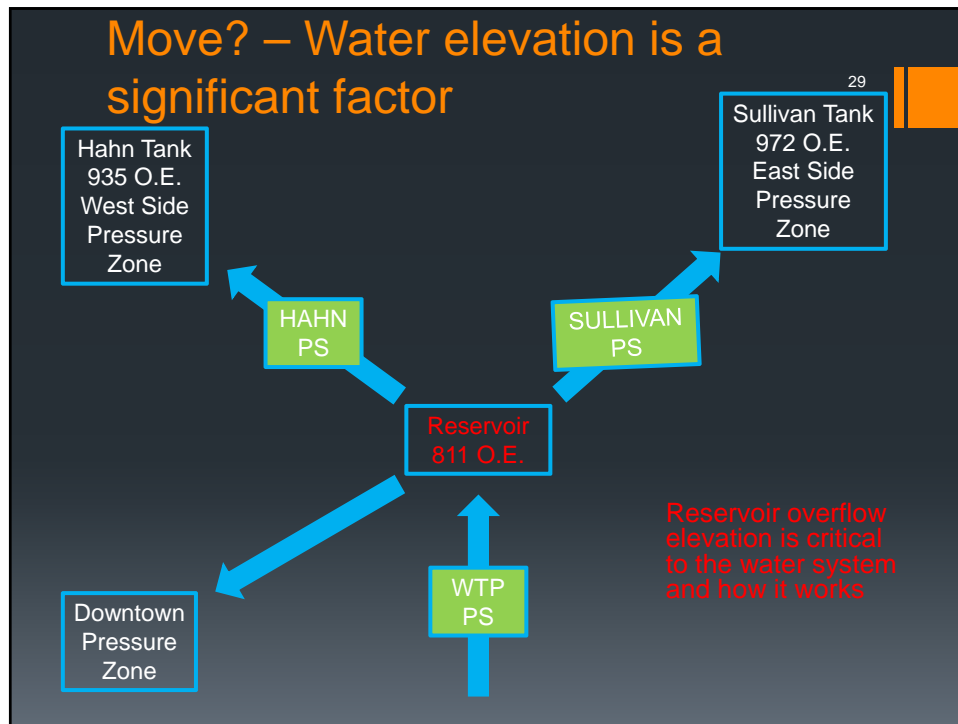 Move? – Water elevation is a
significant factor
29
Hahn Tank
935 O.E.
West Side
Pressure
Zone
Sullivan Tank
972 O.E.
East Side
Pressure
Zone
HAHN
PS
SULLIVAN
PS
Reservoir
811 O.E.
Reservoir overflow
elevation is critical
to the water system
and how it works
WTP
PS
Downtown
Pressure
Zone